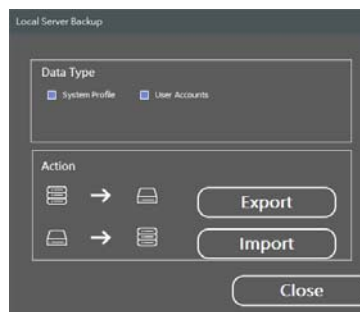 Local Server Backup
Data Type
System Profile User Accounts
Action
Export
Import
Close